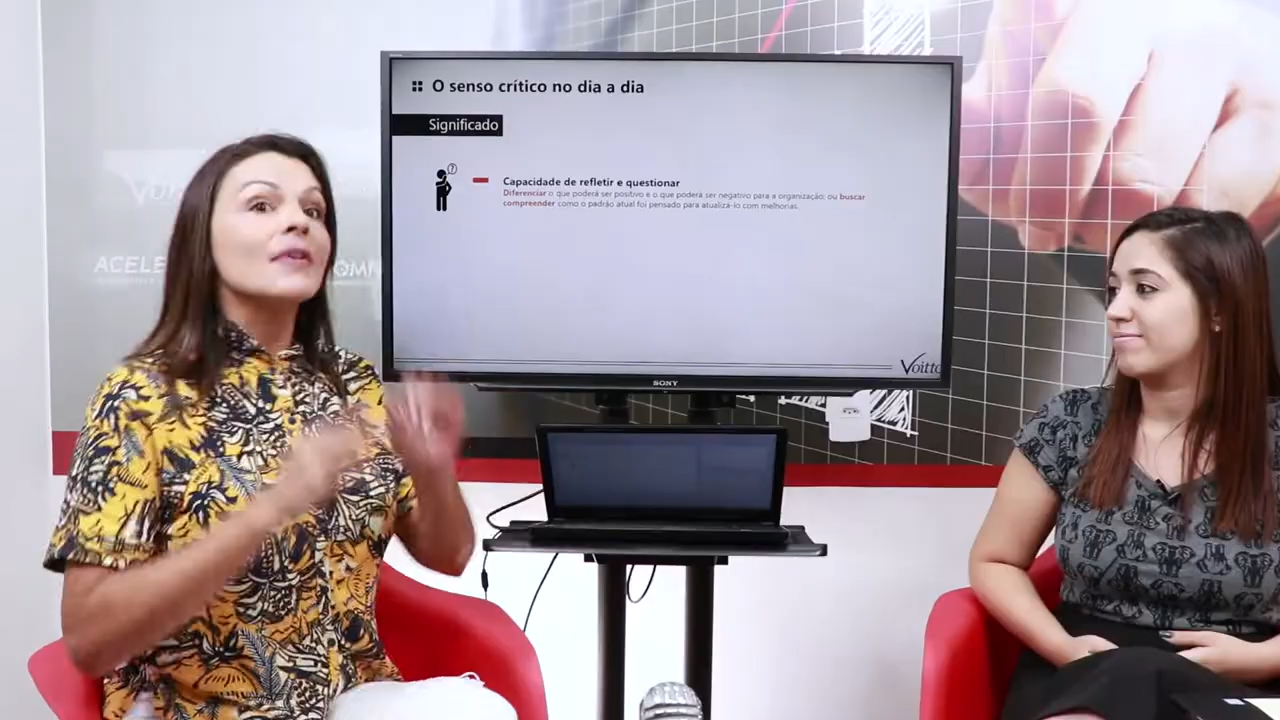 O senso crítico no dia a dia
Significado
?
Capacidade de refletir e questionar
Diferenciar o que poderá ser positivo e o que poderá ser negativo para a organização; ou buscar
compreender como o padrão atual foi pensado para atualizá-lo com melhorias.
Voitto
SONY
ACELE